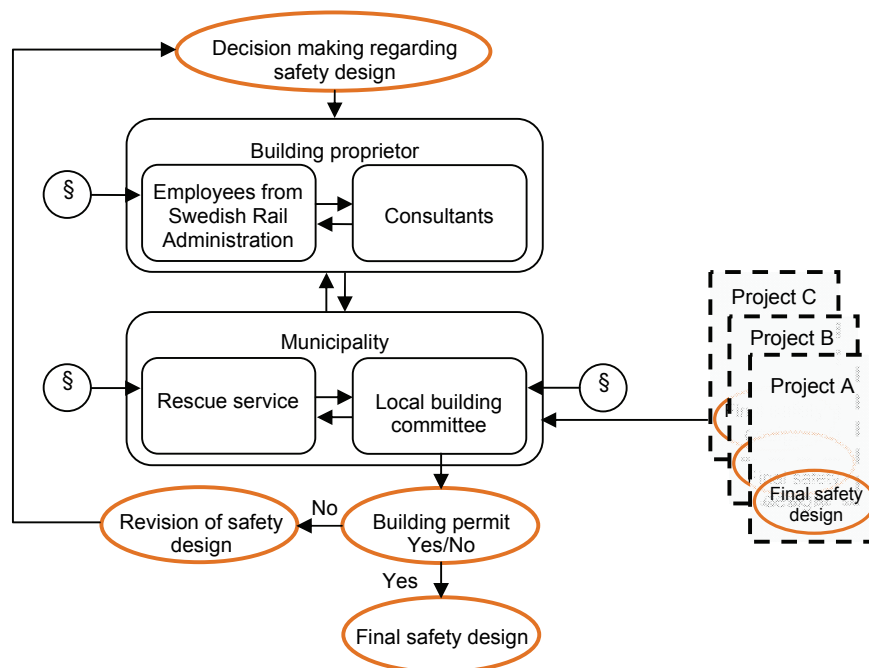 Decision making regarding
safety design
Building proprietor
§
Employees from
Swedish Rail
Administration
Consultants
Municipality
§
Rescue service
Local building
committee
§
Project C
Project B
Project A
Final safety
design
Revision of safety
design
No
Building permit
Yes/No
Yes
Final safety design